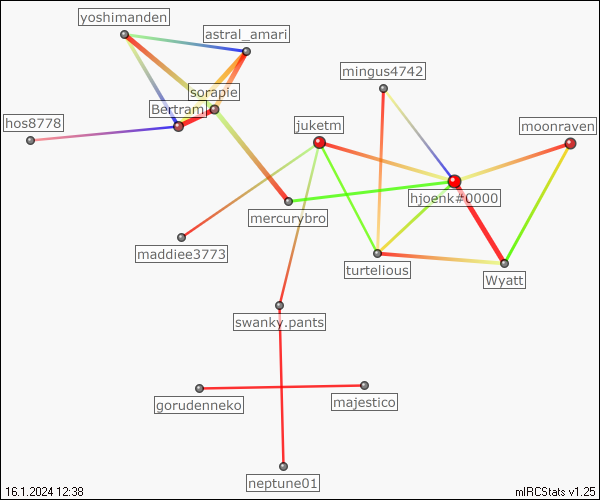 yoshimanden
astral_amari
mingus4742
sorapie
Bertram
hos8778
juketm
moonraven
hjoenk#0000
mercurybro
maddiee3773
turtelious
Wyatt
swanky.pants
gorudenneko
majestico
neptune01
16.1.2024 12:38
mIRCStats v1.25